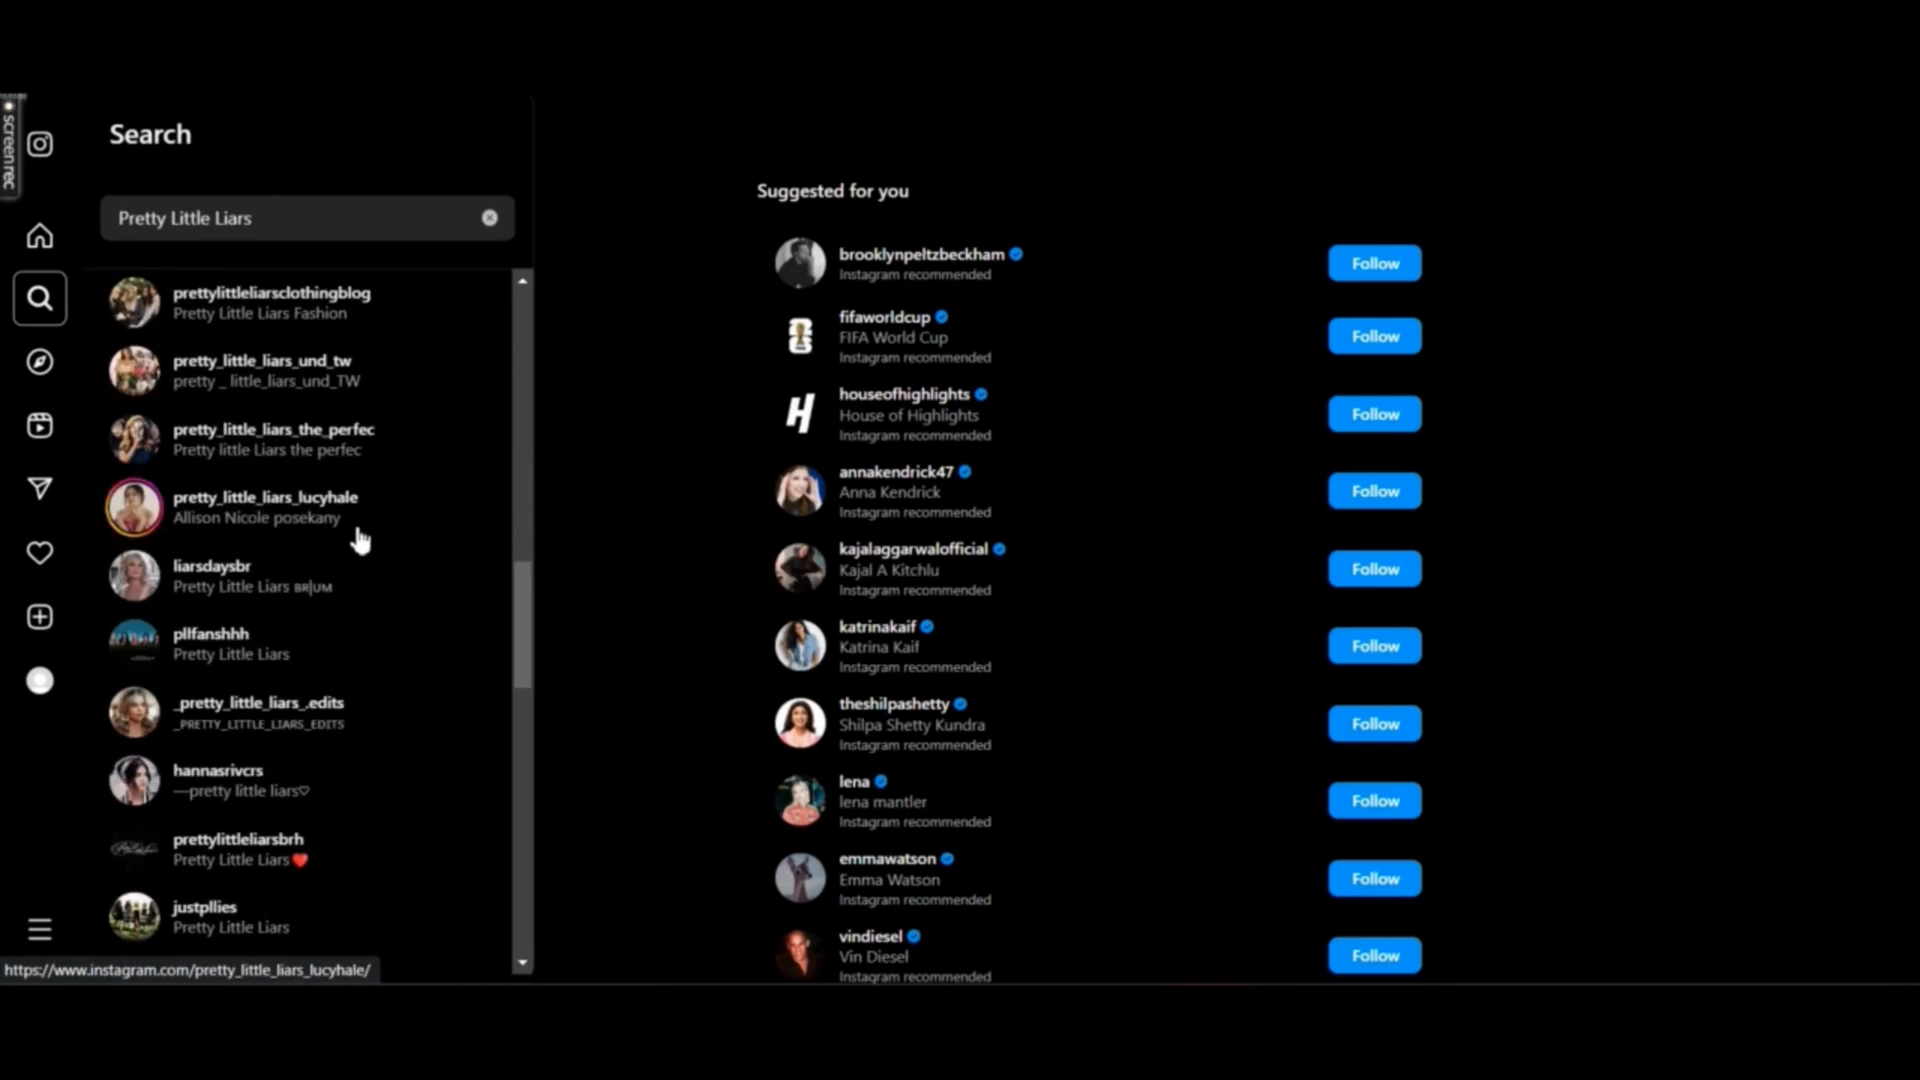 screenrec
Search
Pretty Little Liars
prettylittleliarsclothingblog
Pretty Little Liars Fashion
pretty_little_liars_und_tw
pretty _ little_liars_und_TW
pretty_little_liars_the_perfec
Pretty little Liars the perfec
pretty_little_liars_lucyhale
Allison Nicole posekany
liarsdaysbr
Pretty Little Liars ʙʀ|ᴜᴍ
pllfanshhh
Pretty Little Liars
_pretty_little_liars_.edits
_PRETTY_LITTLE_LIARS_EDITS
hannasrivcrs
—pretty little liars♡
prettylittleliarsbrh
Pretty Little Liars❤️
justpllies
Pretty Little Liars
https://www.instagram.com/pretty_little_liars_lucyhale/
Suggested for you
brooklynpeltzbeckham
Instagram recommended
Follow
fifaworldcup
FIFA World Cup
Instagram recommended
Follow
houseofhighlights
House of Highlights
Instagram recommended
Follow
annakendrick47
Anna Kendrick
Instagram recommended
Follow
kajalaggarwalofficial
Kajal A Kitchlu
Instagram recommended
Follow
katrinakaif
Katrina Kaif
Instagram recommended
Follow
theshilpashetty
Shilpa Shetty Kundra
Instagram recommended
Follow
lena
lena mantler
Instagram recommended
Follow
emmawatson
Emma Watson
Instagram recommended
Follow
vindiesel
Vin Diesel
Instagram recommended
Follow